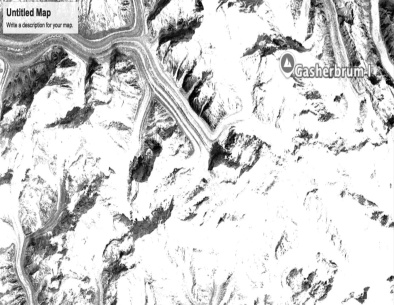 Untitled Map
Write a description for your map.
Gasherbrum I